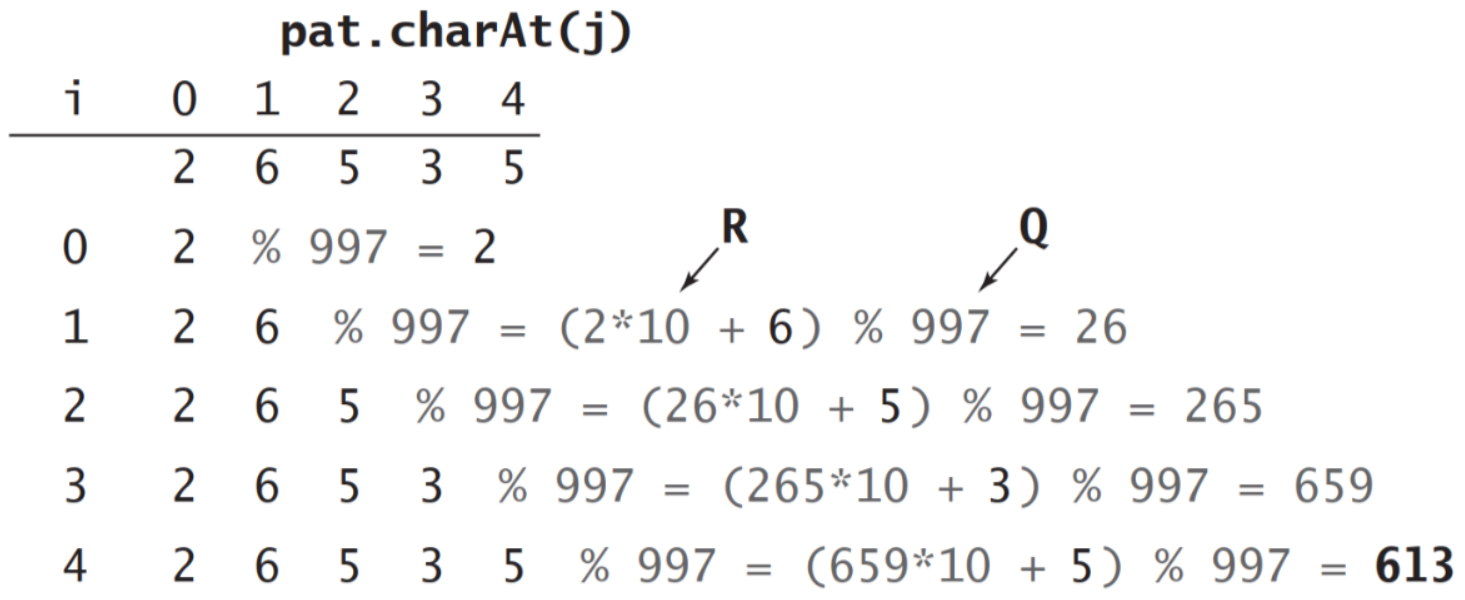 pat.charAt(j)
i 0 1 2 3 4
2 6 5 3 5
R Q
0 2 % 997 = 2
1 2 6 % 997 = (2*10 + 6) % 997 = 26
2 2 6 5 % 997 = (26*10 + 5) % 997 = 265
3 2 6 5 3 % 997 = (265*10 + 3) % 997 = 659
4 2 6 5 3 5 % 997 = (659*10 + 5) % 997 = 613